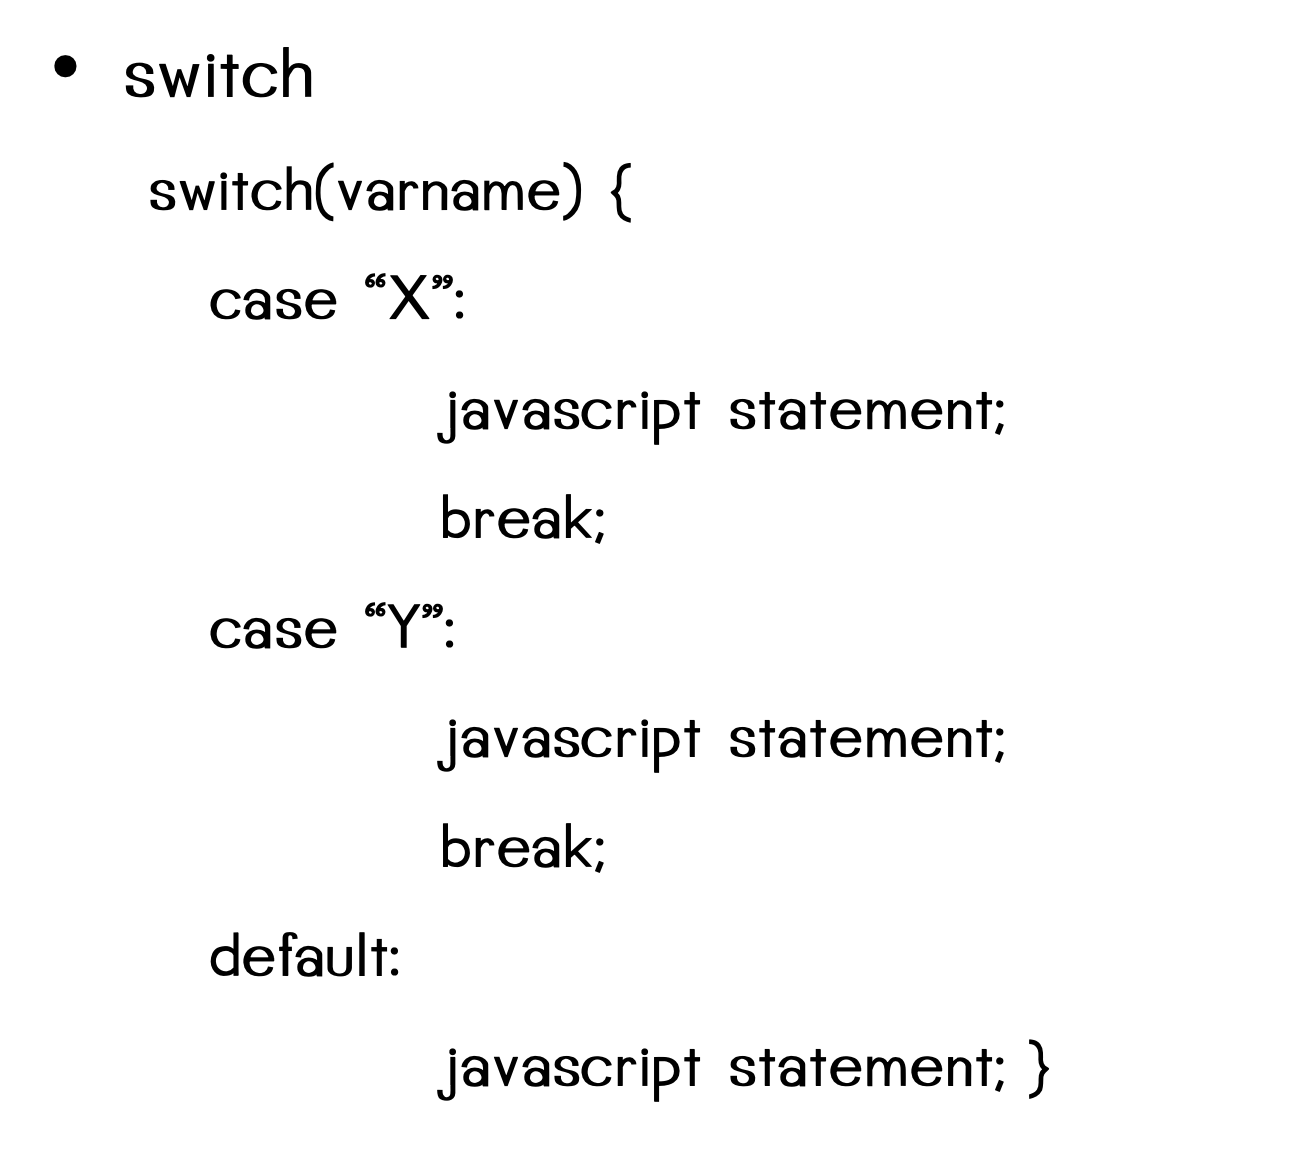 • switch
switch(varname) {
case “X”:
javascript statement;
break;
case “Y”:
javascript statement;
break;
default:
javascript statement; }